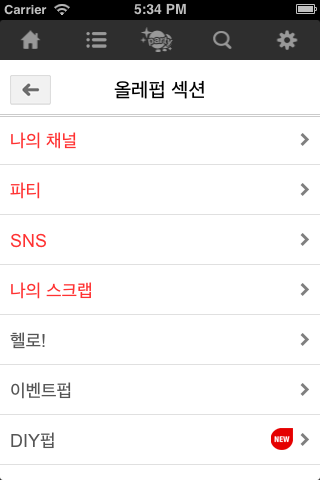 Carrier 5:34 PM
party
올레펍 섹션
나의 채널
파티
SNS
나의 스크랩
헬로!
이벤트펍
DIY펍 NEW